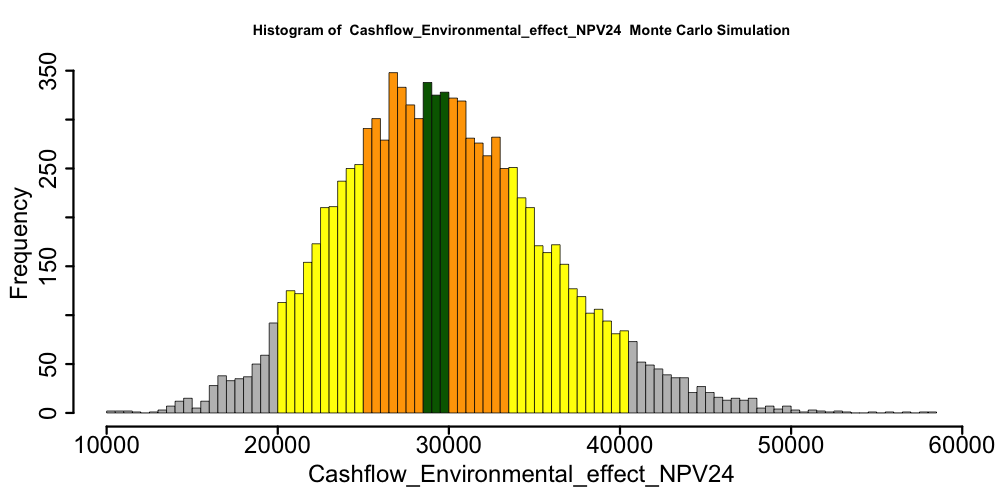 Histogram of  Cashflow_Environmental_effect_NPV24  Monte Carlo Simulation
350
250
150
50
0
Frequency
10000 20000 30000 40000 50000 60000
Cashflow_Environmental_effect_NPV24